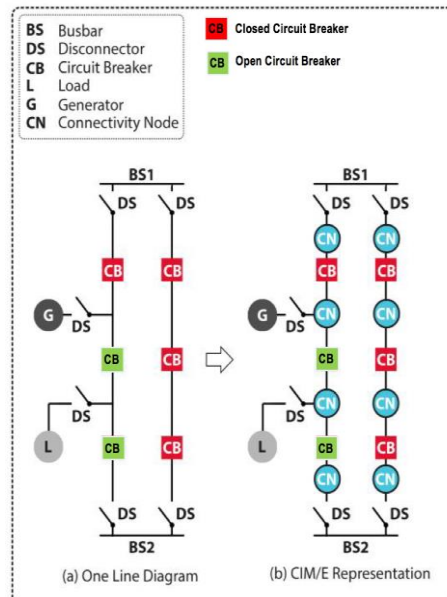 BS Busbar
DS Disconnector
CB Circuit Breaker
L Load
G Generator
CN Connectivity Node
CB Closed Circuit Breaker
CB Open Circuit Breaker
BS1
DS DS
CB CB
G
DS
CB CB
DS
L
CB CB
DS DS
BS2
(a) One Line Diagram
BS1
DS DS
CN CN
CB CB
G
CN CN
DS
CB CB
CN CN
DS
L
CB CB
CN CN
DS DS
BS2
(b) CIM/E Representation